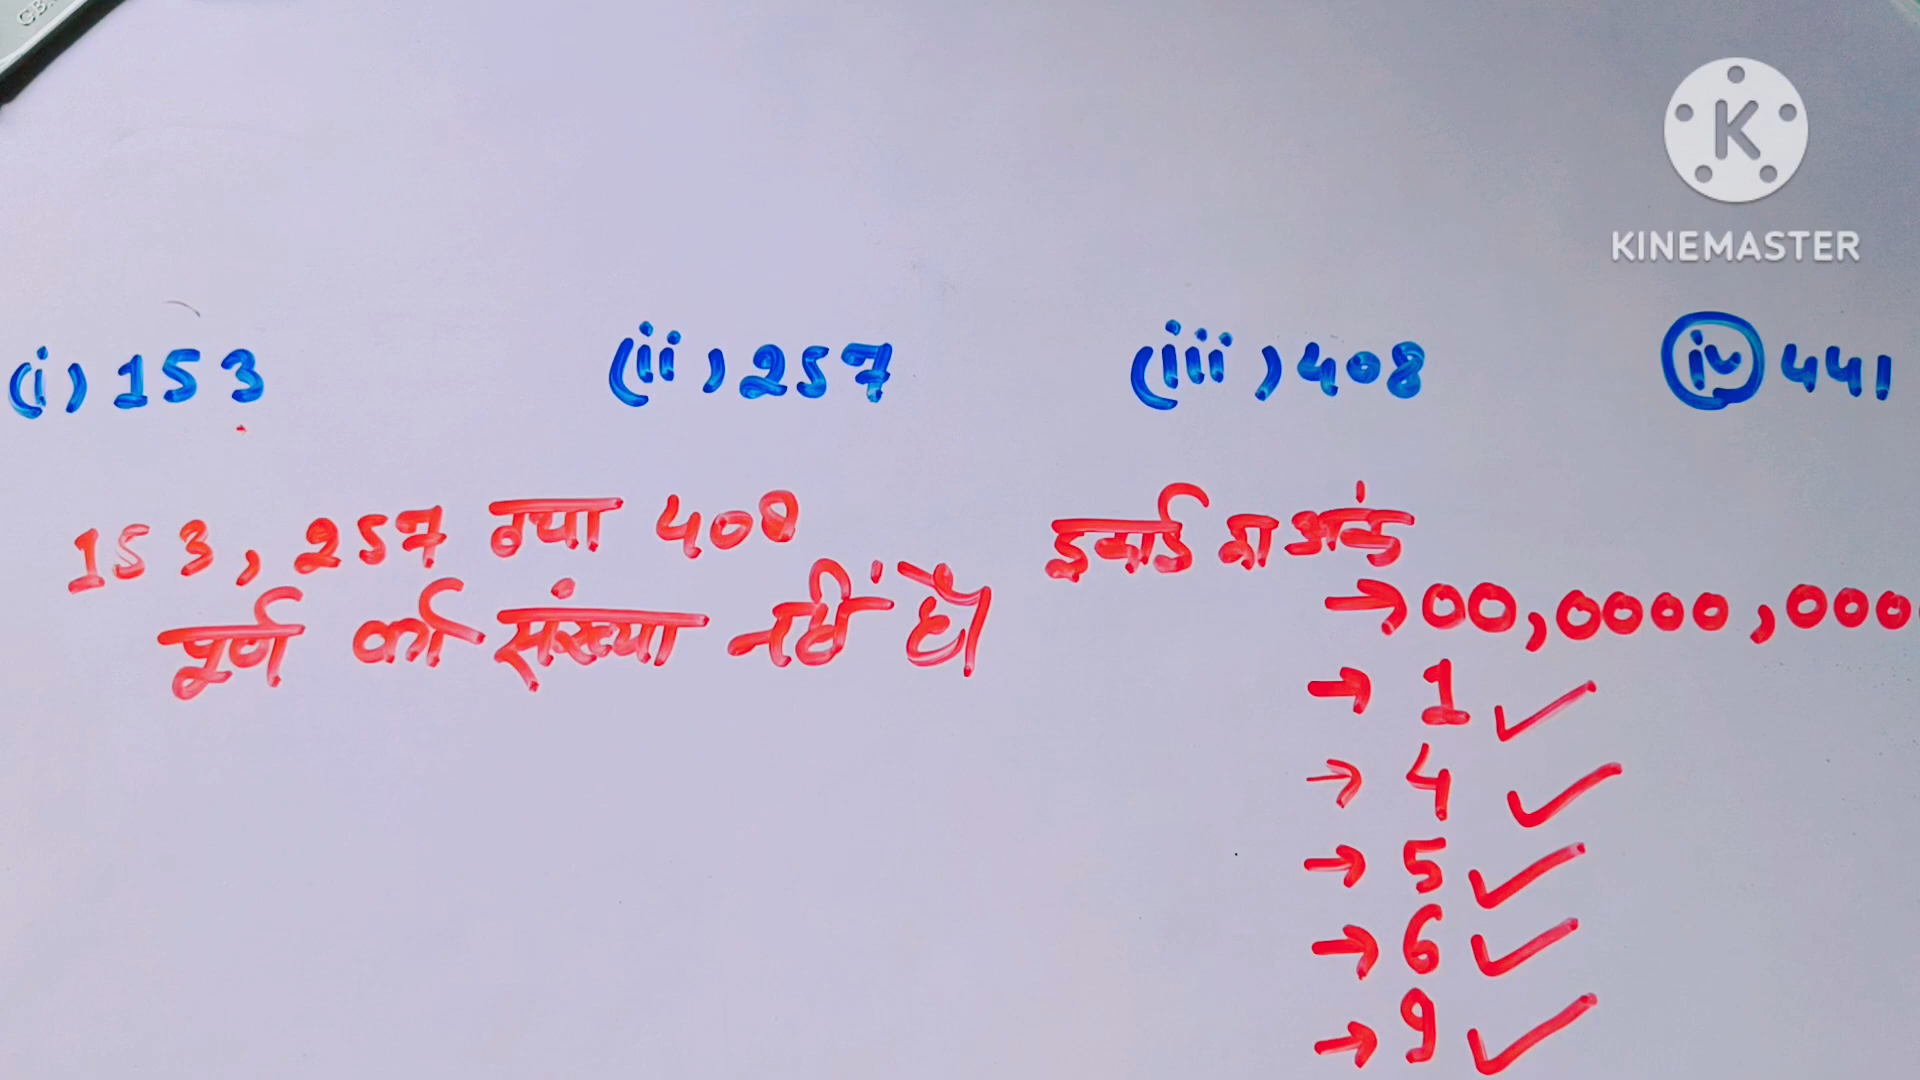 KINEMASTER
(i) 153 (ii) 257 (iii) 408 (iv) 441
153, 257 तथा 408
पूर्ण वर्ग संख्या नहीं है।
इकाई का अंक
→ 00, 0000, 000
→ 1 ✓
→ 4 ✓
→ 5 ✓
→ 6 ✓
→ 9 ✓